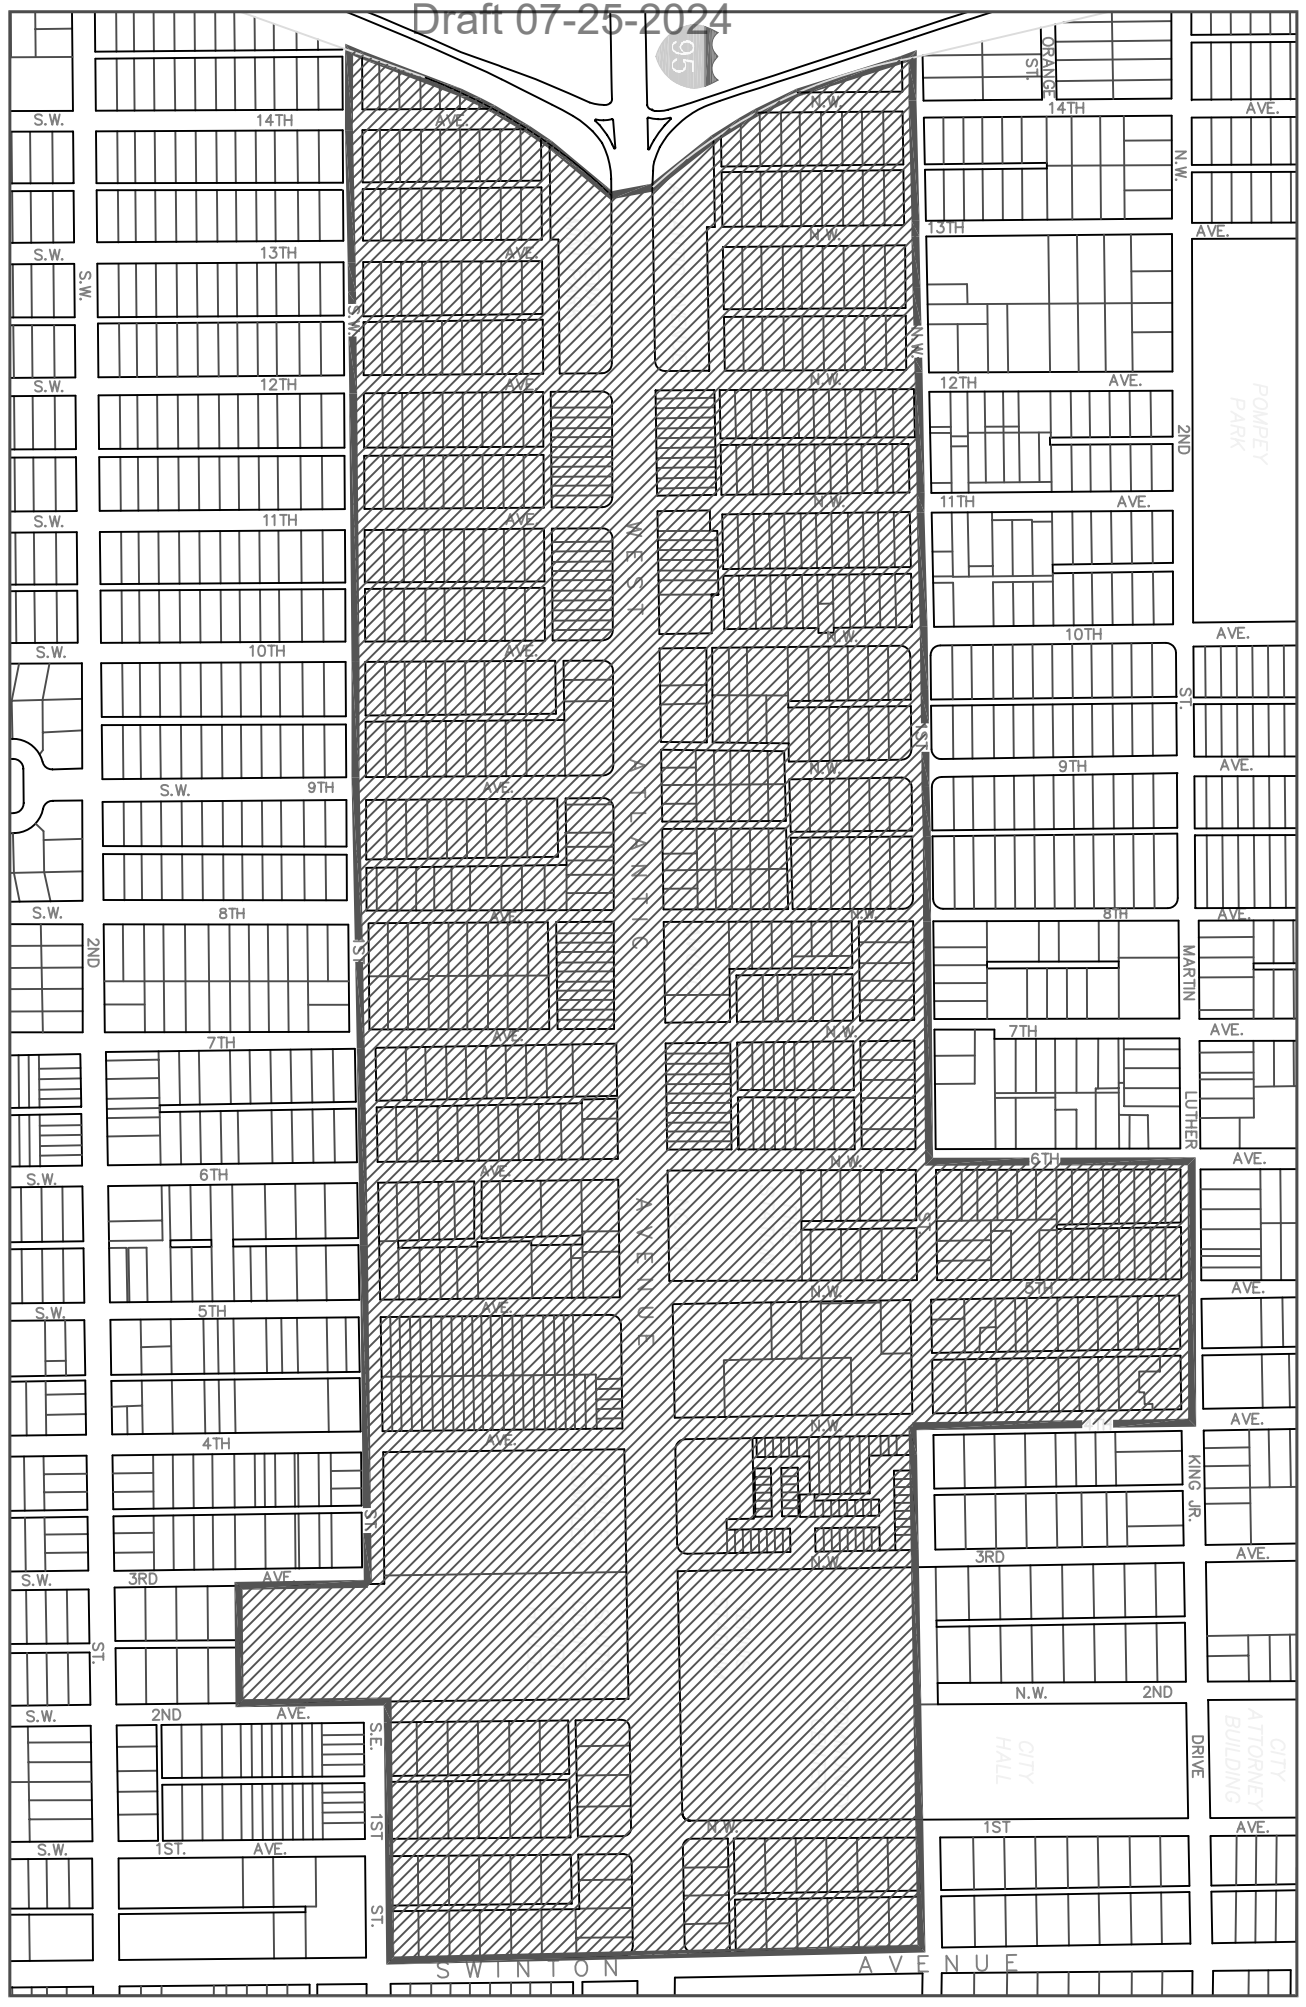 Draft 07-25-2024
95
ORANGE
ST.
S.W.
14TH
AVE.
N.W.
14TH
AVE.
N.W.
S.W.
13TH
AVE.
N.W.
13TH
AVE.
S.W.
S.W.
N.W.
S.W.
12TH
AVE.
N.W.
12TH
AVE.
POMPEY
PARK
2ND
S.W.
11TH
AVE.
N.W.
11TH
AVE.
WEST
S.W.
10TH
AVE.
N.W.
10TH
AVE.
ST.
1ST
S.W.
9TH
AVE.
N.W.
9TH
AVE.
ATLANTIC
S.W.
8TH
AVE.
N.W.
8TH
AVE.
2ND
1ST
MARTIN
7TH
AVE.
N.W.
7TH
AVE.
LUTHER
S.W.
6TH
AVE.
N.W.
6TH
AVE.
AVENUE
ST.
S.W.
5TH
AVE.
N.W.
5TH
AVE.
4TH
AVE.
N.W.
AVE.
KING JR.
ST.
S.W.
3RD
AVE.
N.W.
3RD
AVE.
ST.
N.W.
2ND
S.W.
2ND
AVE.
S.E.
1ST
ST.
CITY
HALL
DRIVE
CITY
ATTORNEY
BUILDING
S.W.
1ST.
AVE.
N.W.
1ST
AVE.
SWINTON
AVENUE